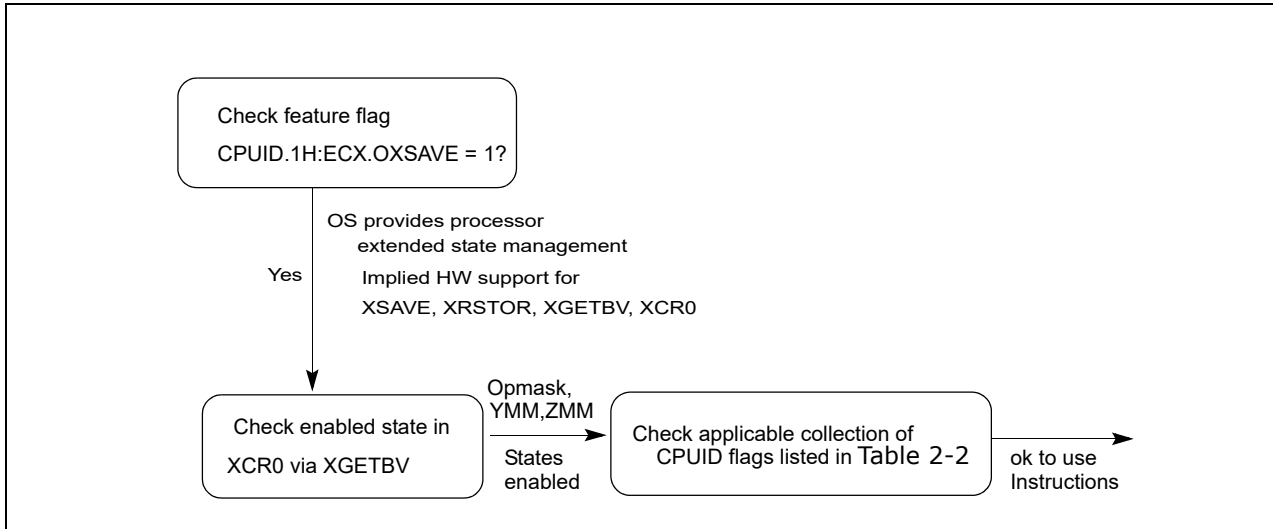 Check feature flag
CPUID.1H:ECX.OXSAVE = 1?
OS provides processor
extended state management
Yes
Implied HW support for
XSAVE, XRSTOR, XGETBV, XCR0
Check enabled state in
XCR0 via XGETBV
Opmask,
YMM,ZMM
States
enabled
Check applicable collection of
CPUID flags listed in Table 2-2
ok to use
Instructions